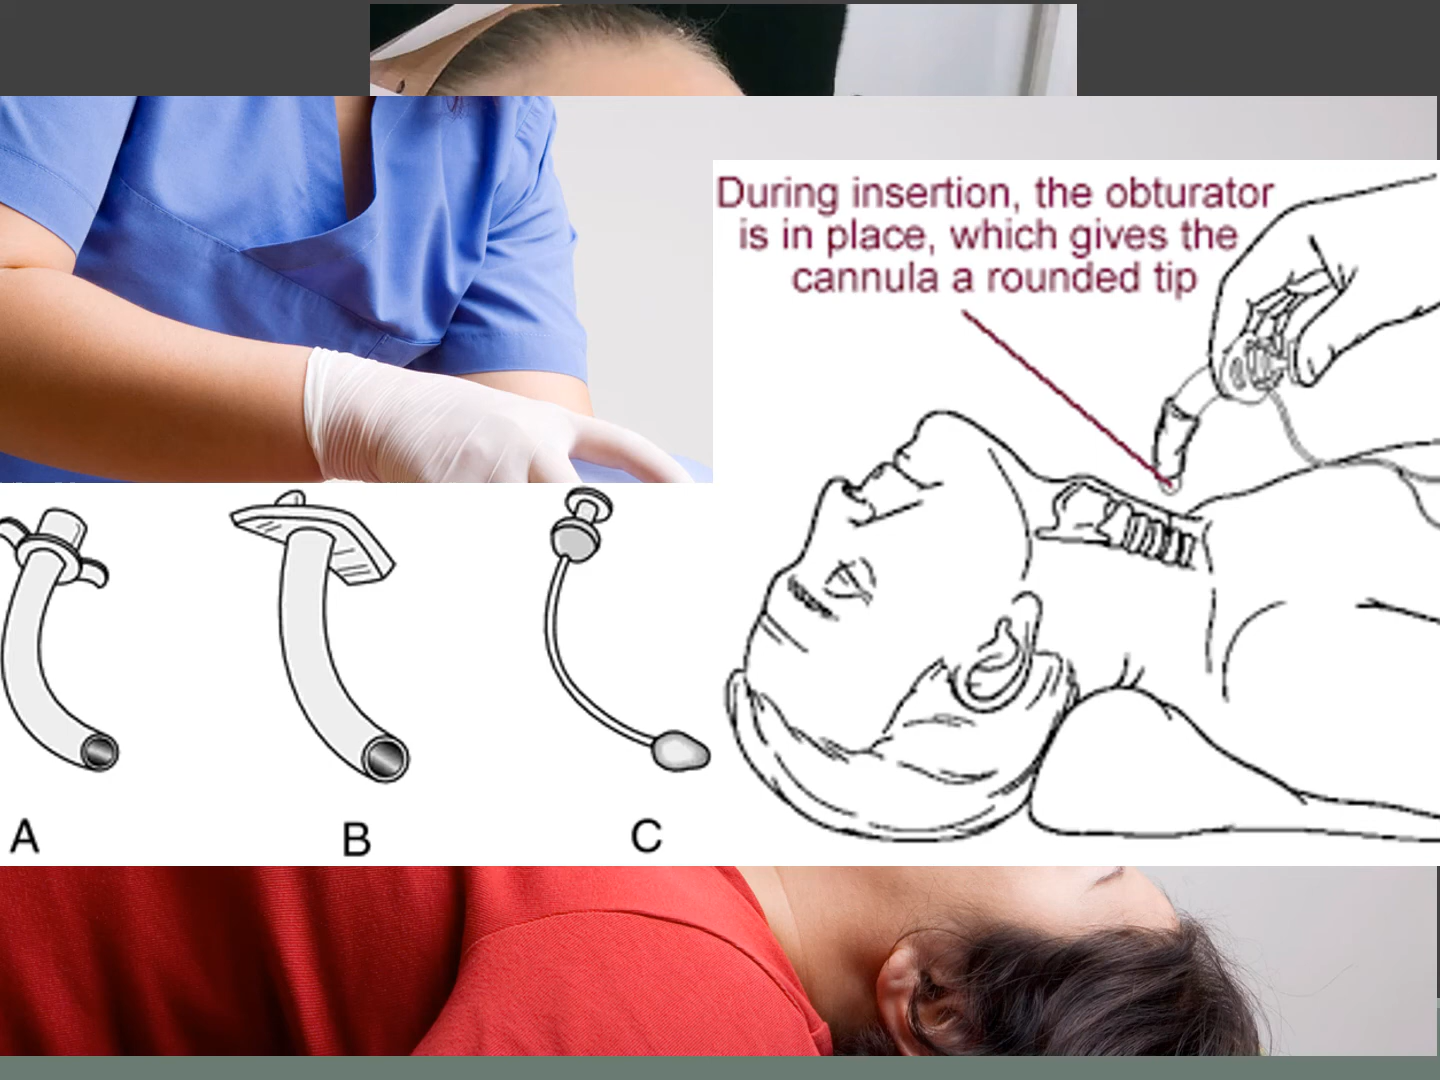 During insertion, the obturator
is in place, which gives the
cannula a rounded tip
A B C